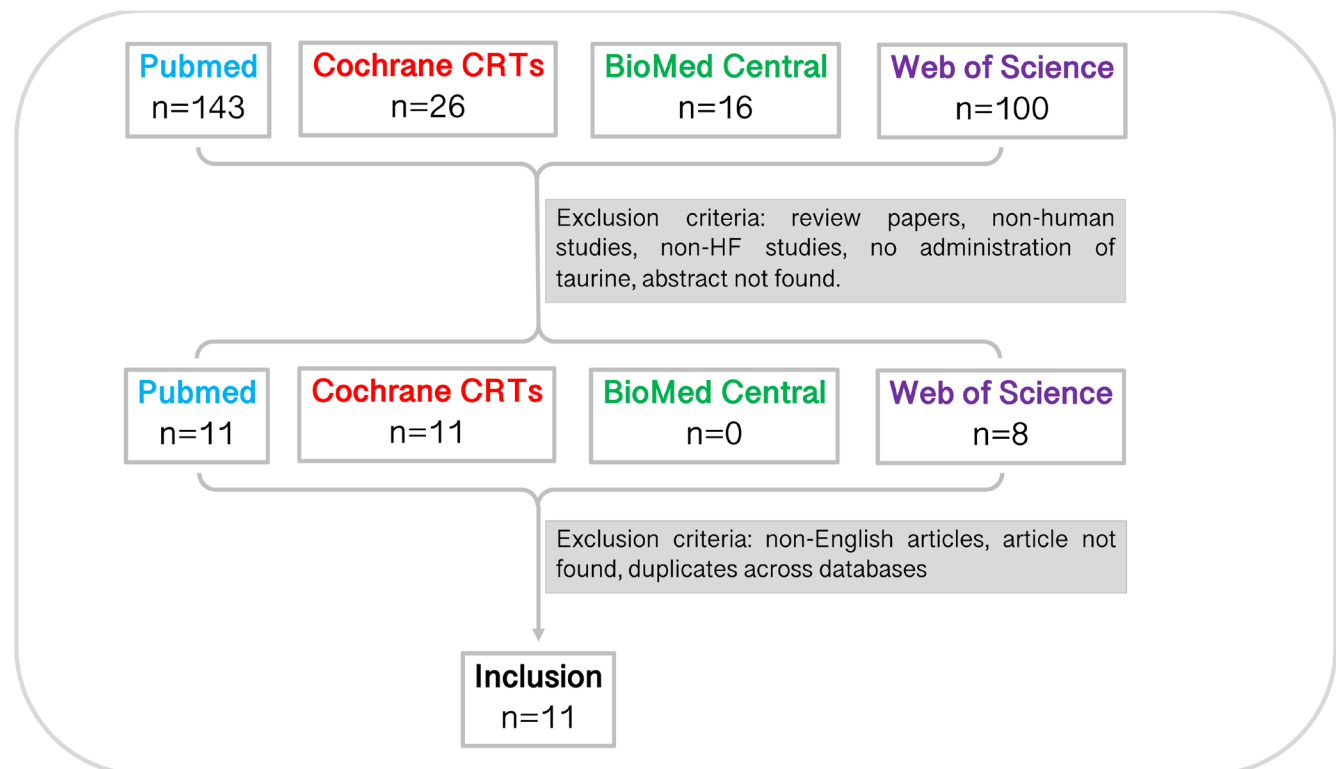 Pubmed
n=143
Cochrane CRTs
n=26
BioMed Central
n=16
Web of Science
n=100
Exclusion criteria: review papers, non-human
studies, non-HF studies, no administration of
taurine, abstract not found.
Pubmed
n=11
Cochrane CRTs
n=11
BioMed Central
n=0
Web of Science
n=8
Exclusion criteria: non-English articles, article not
found, duplicates across databases
Inclusion
n=11